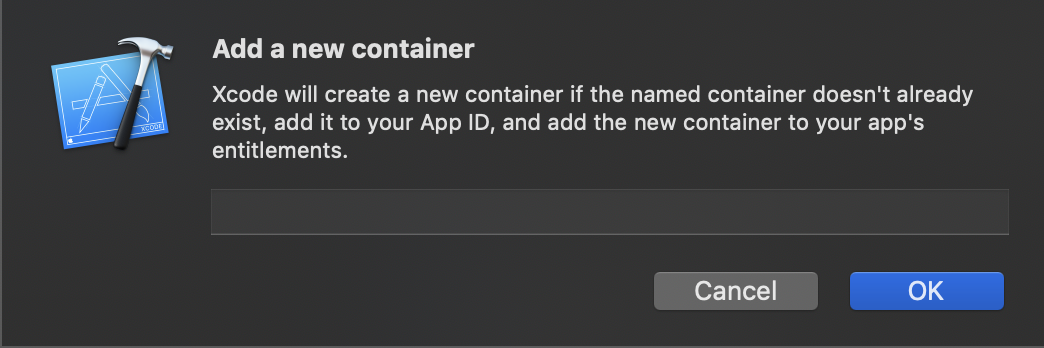 Add a new container
Xcode will create a new container if the named container doesn't already
exist, add it to your App ID, and add the new container to your app's
entitlements.
XCODE
Cancel
OK